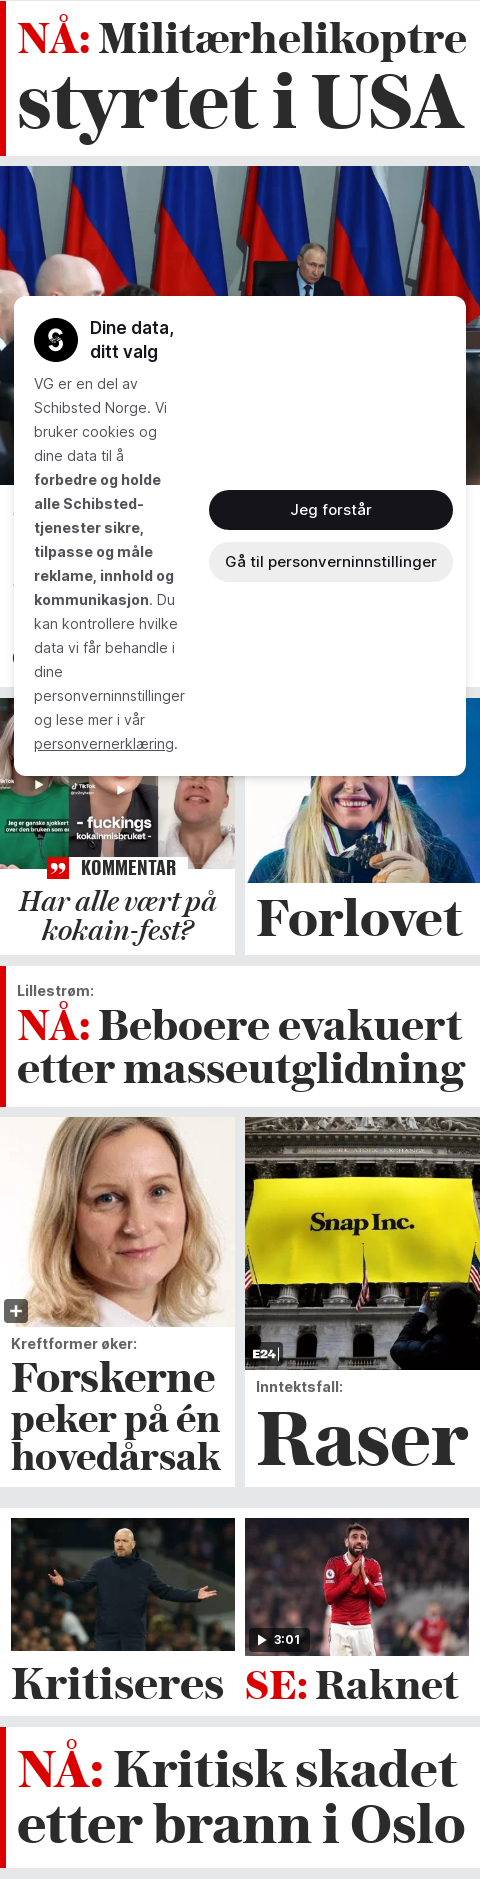 NÅ: Militærhelikoptre
styrtet i USA
Dine data,
ditt valg
VG er en del av
Schibsted Norge. Vi
bruker cookies og
dine data til å
forbedre og holde
alle Schibsted-
tjenester sikre,
tilpasse og måle
reklame, innhold og
kommunikasjon. Du
kan kontrollere hvilke
data vi får behandle i
dine
personverninnstillinger
og lese mer i vår
personvernerklæring.
Jeg forstår
Gå til personverninnstillinger
TikTok
Jeg er ganske sjokkert
over den bruken som er
TikTok
- fuckings
kokainmisbruket -
KOMMENTAR
Har alle vært på
kokain-fest?
Forlovet
Lillestrøm:
NÅ: Beboere evakuert
etter masseutglidning
Kreftformer øker:
Forskerne
peker på én
hovedårsak
NEW YORK STOCK EXCHANGE
Snap Inc.
E24
Inntektsfall:
Raser
Kritiseres
3:01
SE: Raknet
NÅ: Kritisk skadet
etter brann i Oslo